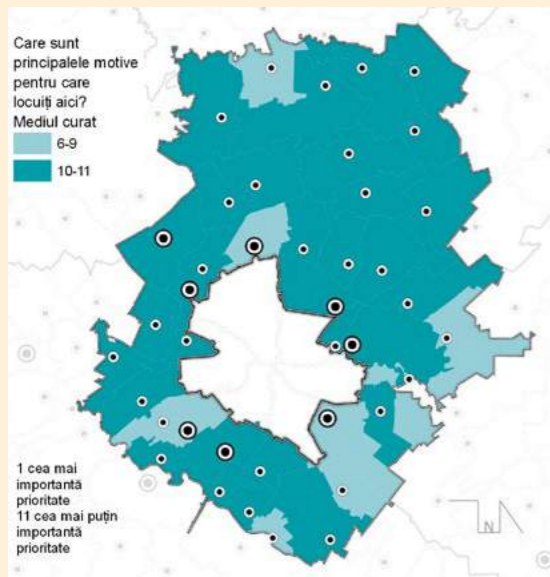 Care sunt
principalele motive
pentru care
locuiți aici?
Mediul curat
6-9
10-11
1 cea mai
importantă
prioritate
11 cea mai puțin
importantă
prioritate
N